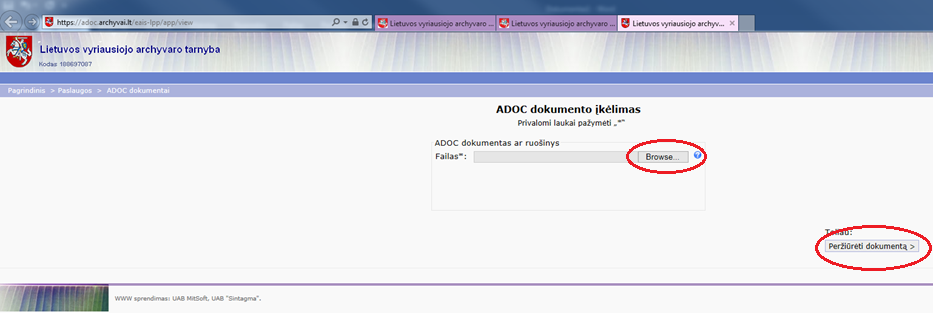 https://adoc.archyvai.lt/eais-lpp/app/view
Lietuvos vyriausiojo archyvaro ...
Lietuvos vyriausiojo archyvaro ...
Lietuvos vyriausiojo archyv...
Lietuvos vyriausiojo archyvaro tarnyba
Kodas 188697087
Pagrindinis > Paslaugos > ADOC dokumentai
ADOC dokumento įkėlimas
Privalomi laukai pažymėti „*"
ADOC dokumentas ar ruošinys
Failas*: Browse...
Toliau:
Peržiūrėti dokumentą >
WWW sprendimas: UAB MitSoft, UAB "Sintagma".